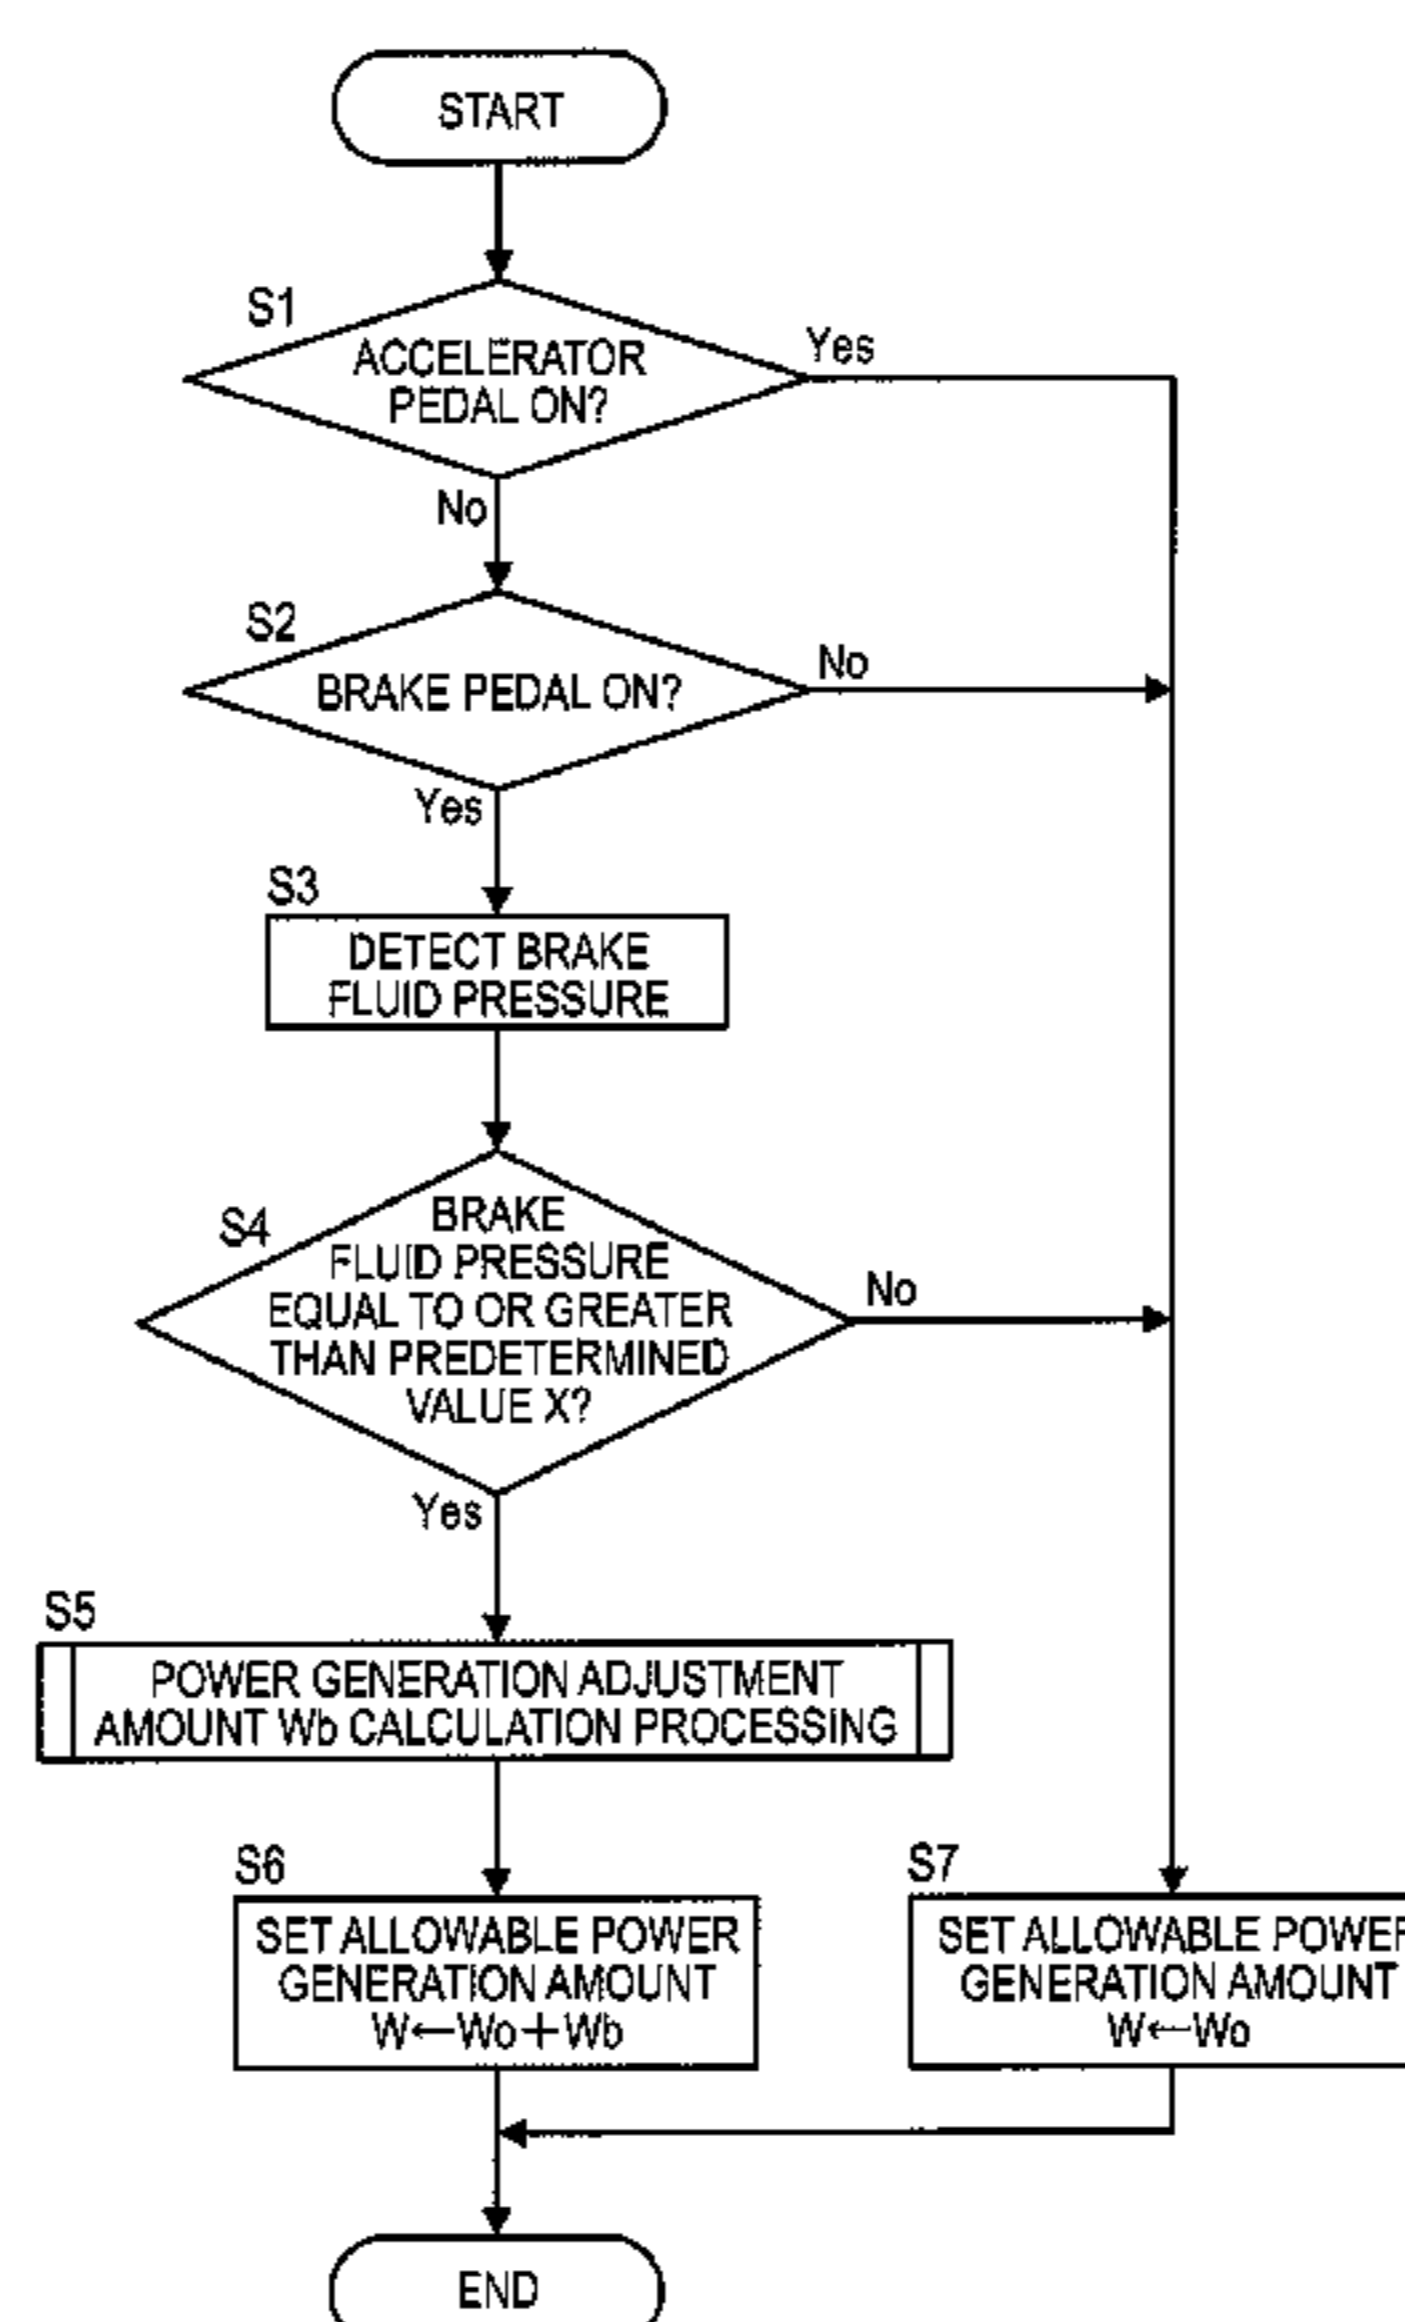 START
S1
ACCELERATOR
PEDAL ON?
Yes
No
S2
BRAKE PEDAL ON?
No
Yes
S3
DETECT BRAKE
FLUID PRESSURE
S4
BRAKE
FLUID PRESSURE
EQUAL TO OR GREATER
THAN PREDETERMINED
VALUE X?
No
Yes
S5
POWER GENERATION ADJUSTMENT
AMOUNT Wb CALCULATION PROCESSING
S6
SET ALLOWABLE POWER
GENERATION AMOUNT
W←Wo+Wb
S7
SET ALLOWABLE POWER
GENERATION AMOUNT
W←Wo
END